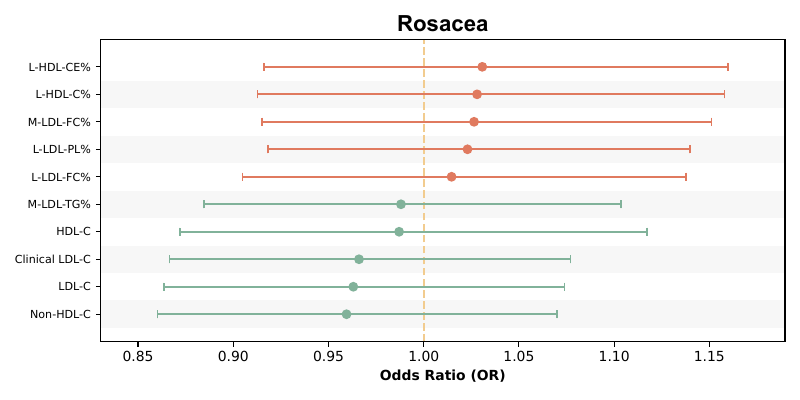 Rosacea
L-HDL-CE%
L-HDL-C%
M-LDL-FC%
L-LDL-PL%
L-LDL-FC%
M-LDL-TG%
HDL-C
Clinical LDL-C
LDL-C
Non-HDL-C
0.85 0.90 0.95 1.00 1.05 1.10 1.15
Odds Ratio (OR)